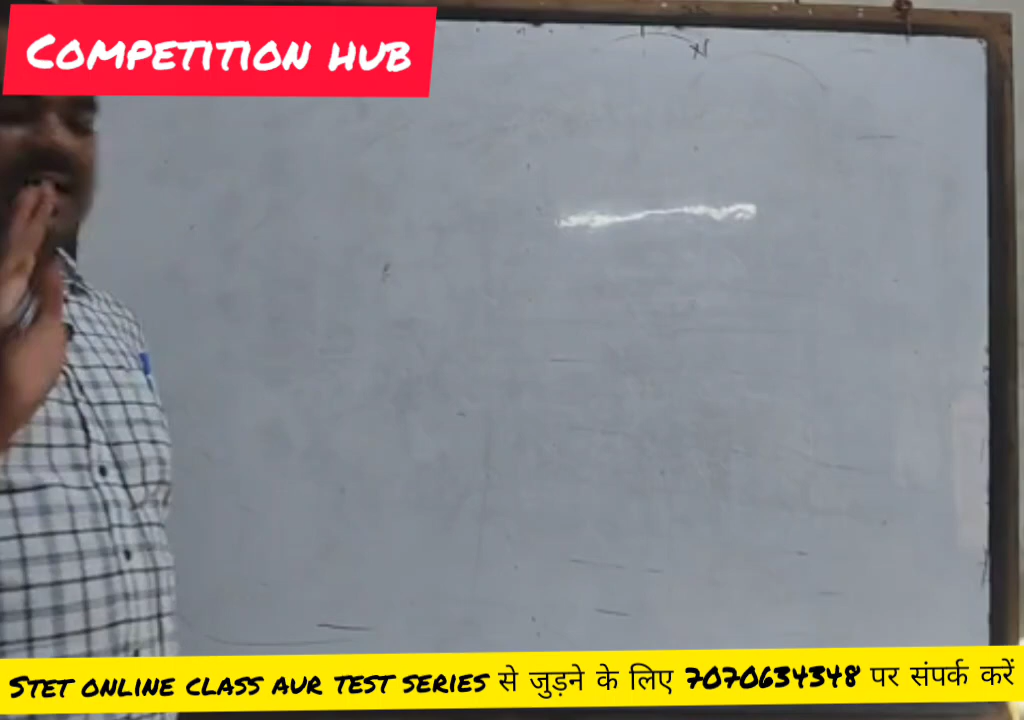 COMPETITION HUB
STET ONLINE CLASS AUR TEST SERIES से जुड़ने के लिए 7070634348 पर संपर्क करें